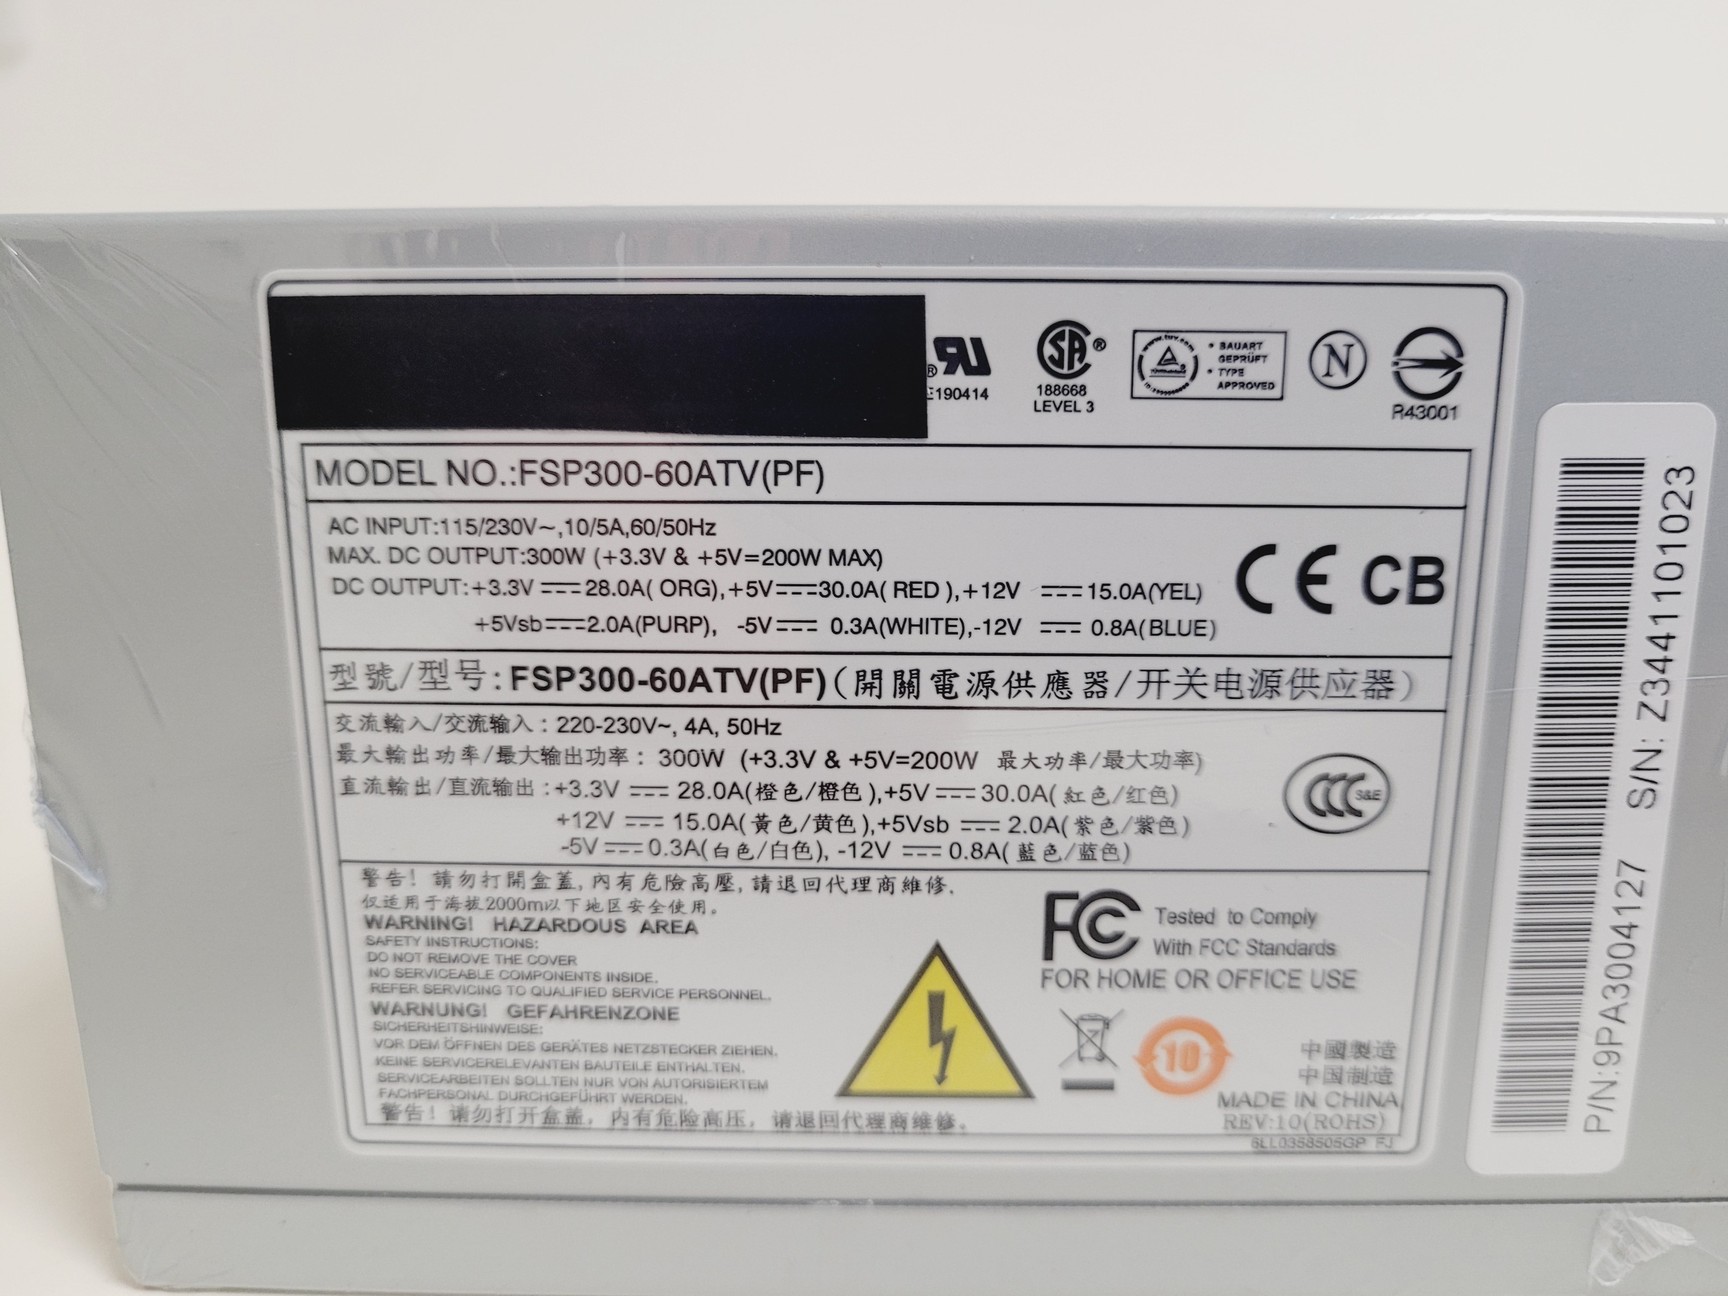 ®
E190414
SA ®
188668
LEVEL 3
www.tuv.com
• BAUART
GEPRÜFT
• TYPE
APPROVED
N
R43001
MODEL NO.:FSP300-60ATV(PF)
AC INPUT:115/230V~,10/5A,60/50Hz
MAX. DC OUTPUT:300W (+3.3V & +5V=200W MAX)
DC OUTPUT:+3.3V ⎓ 28.0A( ORG),+5V ⎓ 30.0A( RED ),+12V ⎓ 15.0A(YEL)
+5Vsb ⎓ 2.0A(PURP), -5V ⎓ 0.3A(WHITE),-12V ⎓ 0.8A(BLUE)
CE CB
型號/型号: FSP300-60ATV(PF)(開關電源供應器/开关电源供应器)
交流輸入/交流输入 : 220-230V~, 4A, 50Hz
最大輸出功率/最大输出功率 : 300W (+3.3V & +5V=200W 最大功率/最大功率)
直流輸出/直流输出 : +3.3V ⎓ 28.0A(橙色/橙色),+5V ⎓ 30.0A( 紅色/红色)
+12V ⎓ 15.0A( 黃色/黄色),+5Vsb ⎓ 2.0A( 紫色/紫色)
-5V ⎓ 0.3A(白色/白色), -12V ⎓ 0.8A( 藍色/蓝色)
CCC S&E
警告! 請勿打開盒蓋,內有危險高壓,請退回代理商維修.
仅适用于海拔2000m以下地区安全使用。
WARNING! HAZARDOUS AREA
SAFETY INSTRUCTIONS:
DO NOT REMOVE THE COVER
NO SERVICEABLE COMPONENTS INSIDE.
REFER SERVICING TO QUALIFIED SERVICE PERSONNEL.
WARNUNG! GEFAHRENZONE
SICHERHEITSHINWEISE:
VOR DEM ÖFFNEN DES GERÄTES NETZSTECKER ZIEHEN.
KEINE SERVICERELEVANTEN BAUTEILE ENTHALTEN.
SERVICEARBEITEN SOLLTEN NUR VON AUTORISIERTEM
FACHPERSONAL DURCHGEFÜHRT WERDEN.
警告! 请勿打开盒盖, 内有危险高压, 请退回代理商维修。
FC Tested to Comply
With FCC Standards
FOR HOME OR OFFICE USE
10
中國製造
中国制造
MADE IN CHINA
REV:10(ROHS)
6LL0358505GP FJ
P/N:9PA3004127 S/N: Z3441101023